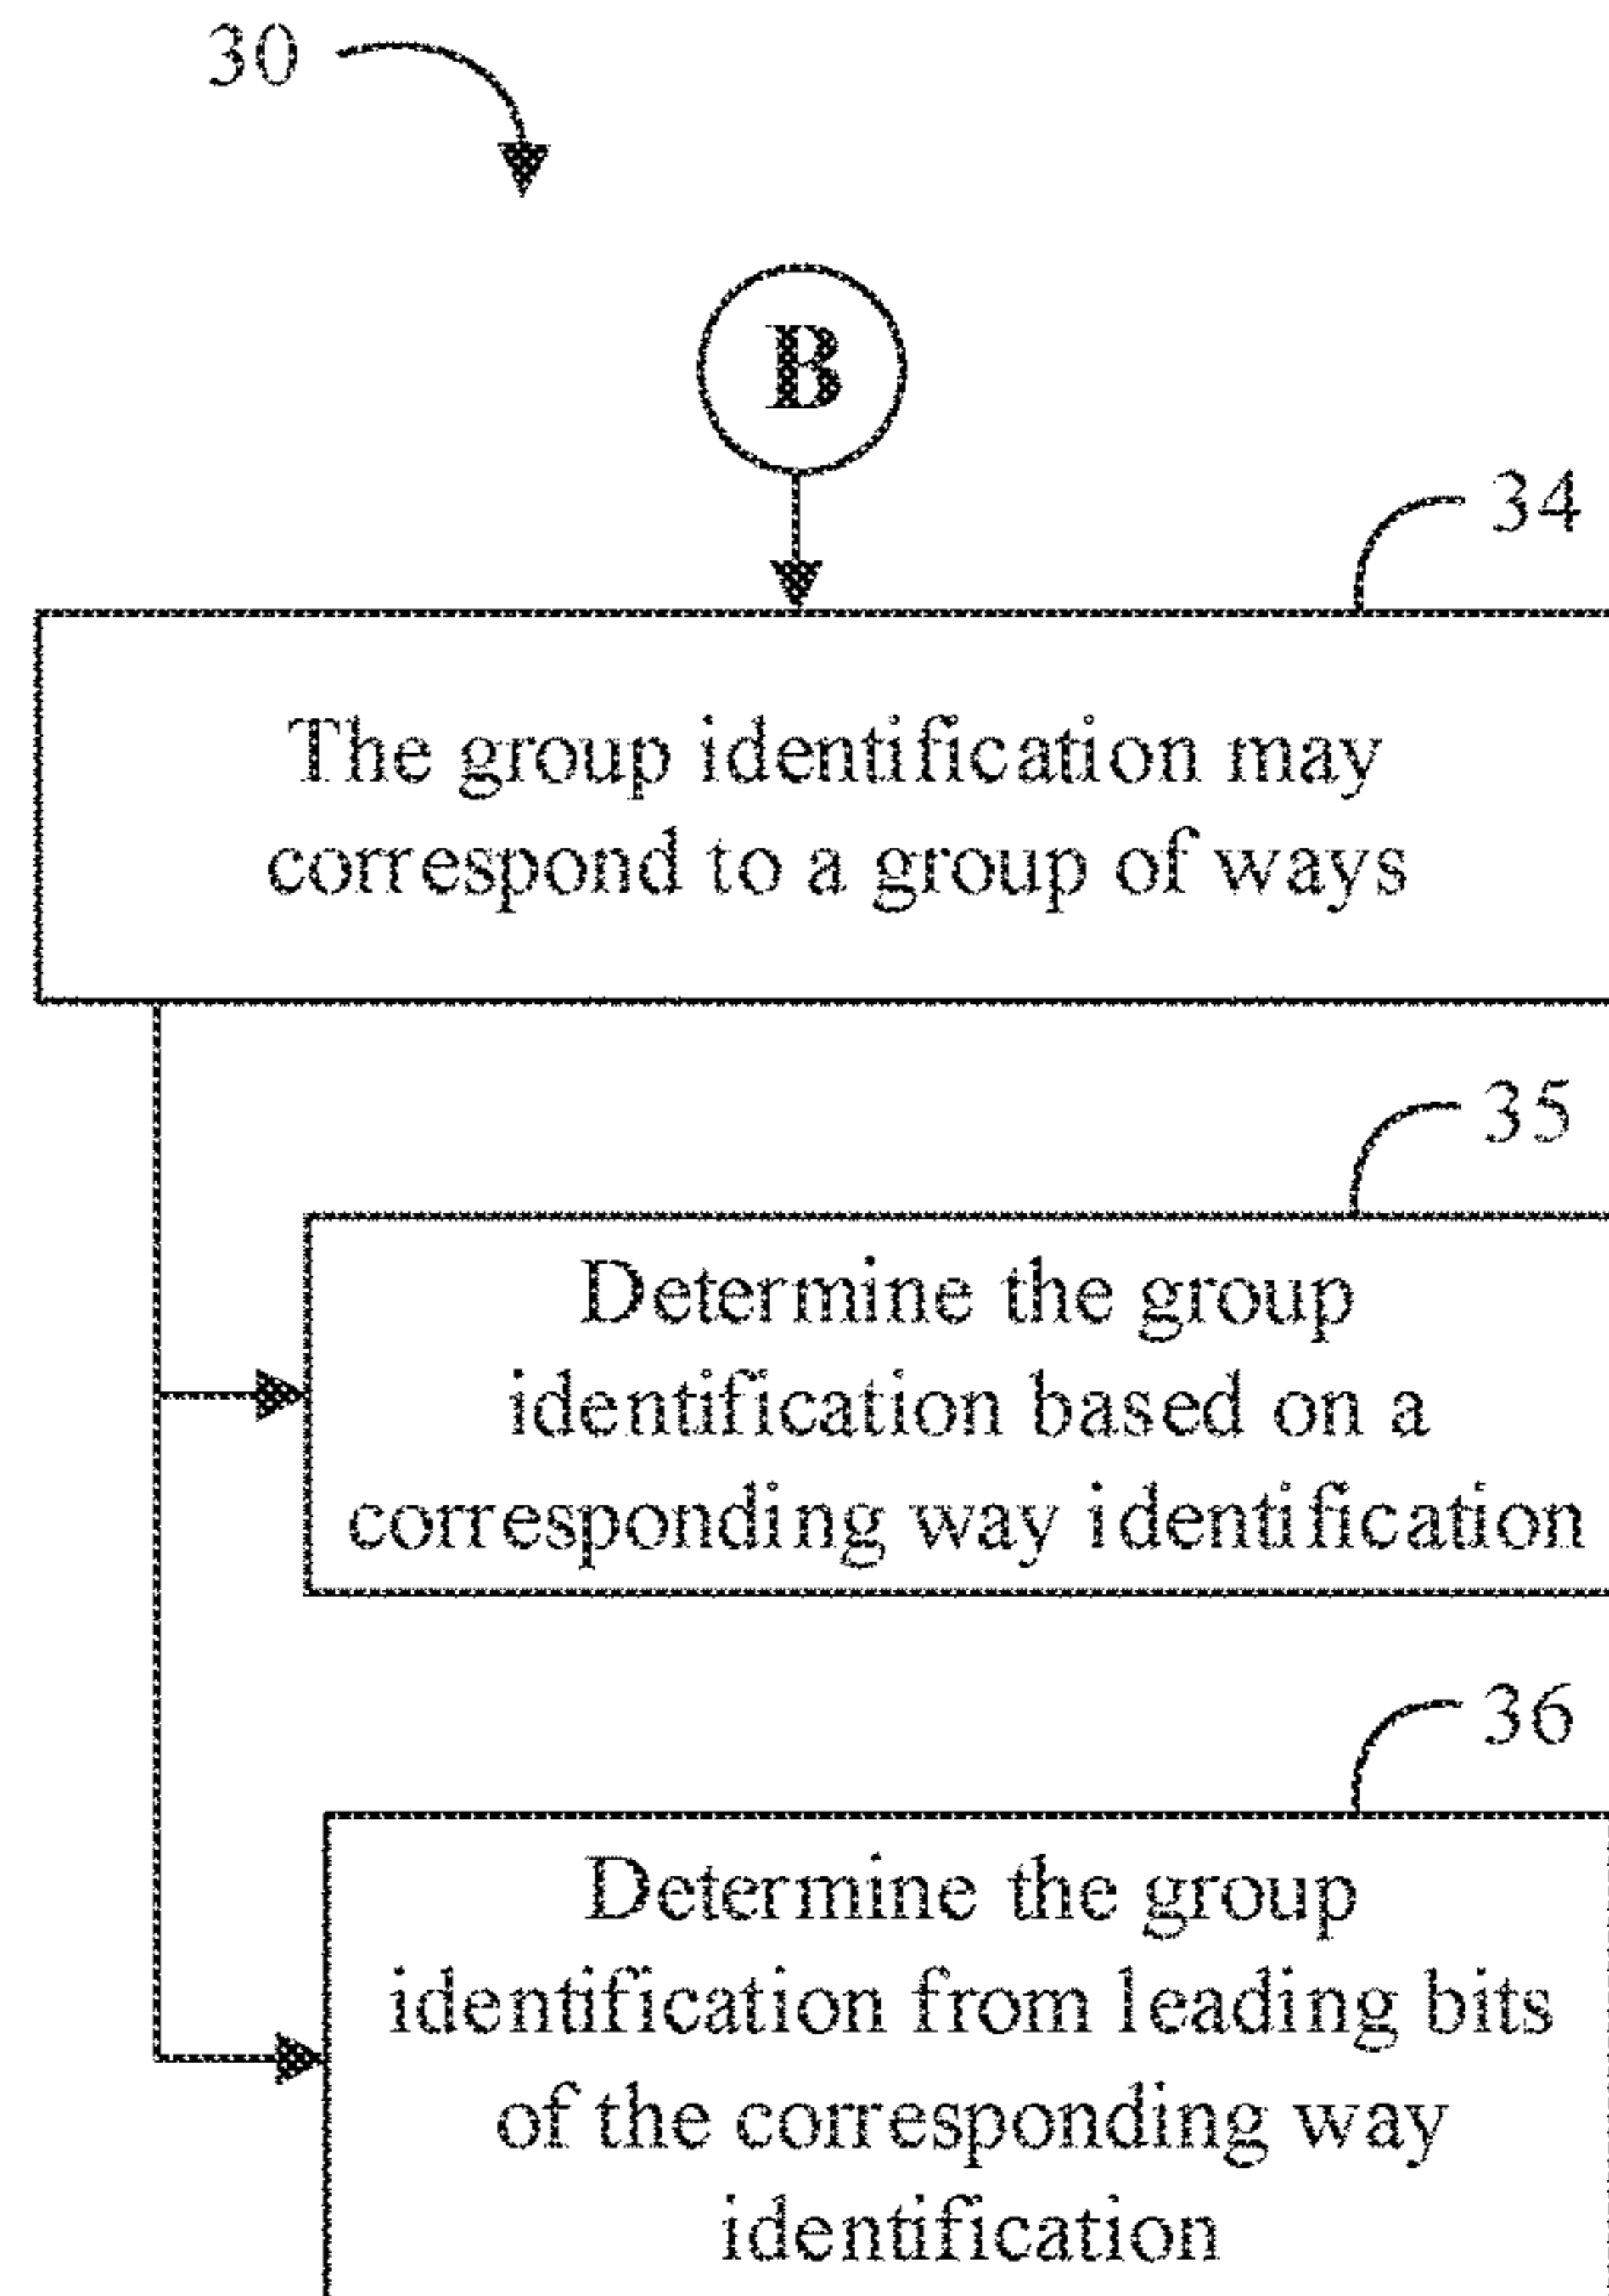 30
B
34
The group identification may
correspond to a group of ways
35
Determine the group
identification based on a
corresponding way identification
36
Determine the group
identification from leading bits
of the corresponding way
identification